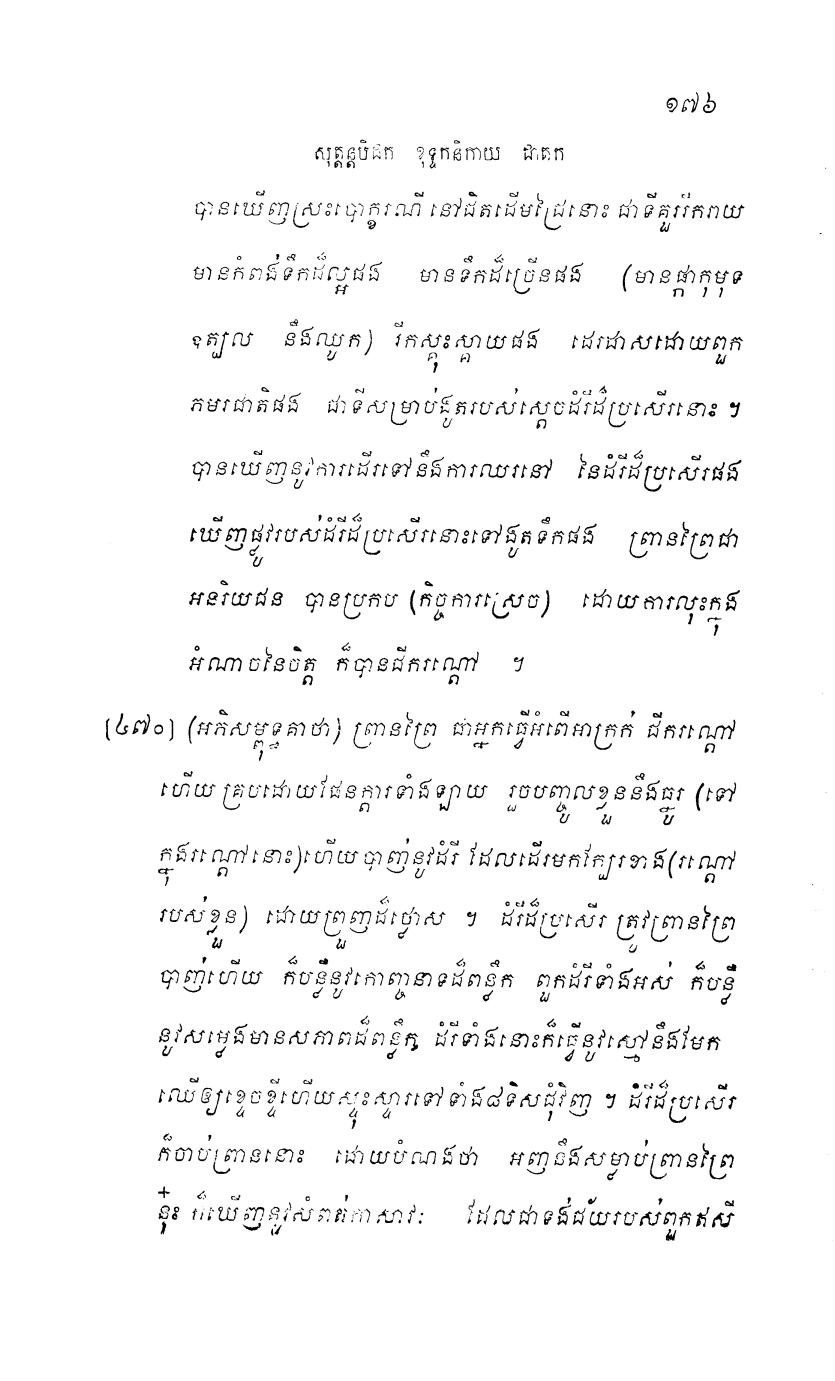 ១៧៦
សុត្តន្តបិដក ខុទ្ទកនិកាយ ជាតក
បានឃើញស្រះបោក្ខរណី នៅជិតដើមជ្រៃនោះ ជាទីគួររីករាយ
មានកំពង់ទឹកដ៏ល្អផង មានទឹកដ៏ច្រើនផង (មានផ្កាកុមុទ
ឧត្បល នឹងឈូក) រីកស្គុះស្គាយផង ដេរដាសដោយពួក
ភមរជាតិផង ជាទីសម្រាប់ងូតរបស់ស្តេចដំរីដ៏ប្រសើរនោះ ។
បានឃើញនូវការដើរទៅនឹងការឈរនៅ នៃដំរីដ៏ប្រសើរផង
ឃើញផ្លូវរបស់ដំរីដ៏ប្រសើរនោះទៅងូតទឹកផង ព្រានព្រៃជា
អនរិយជន បានប្រកប (កិច្ចការស្រេច) ដោយការលុះក្នុង
អំណាចនៃចិត្ត ក៏បានជីករណ្តៅ ។
[៤៧០] (អភិសម្ពុទ្ធគាថា) ព្រានព្រៃ ជាអ្នកធ្វើអំពើអាក្រក់ ជីករណ្តៅ
ហើយ គ្របដោយផែនក្តារទាំងឡាយ រួចបញ្ចូលខ្លួននឹងធ្នូ (ទៅ
ក្នុងរណ្តៅនោះ)ហើយ បាញ់នូវដំរី ដែលដើរមកក្បែរខាង(រណ្តៅ
របស់ខ្លួន) ដោយព្រួញដ៏ថ្លោស ។ ដំរីដ៏ប្រសើរ ត្រូវព្រានព្រៃ
បាញ់ហើយ ក៏បន្លឺនូវកោញ្ចនាទដ៏ពន្លឹក ពួកដំរីទាំងអស់ ក៏បន្លឺ
នូវសម្លេងមានសភាពដ៏ពន្លឹក ដំរីទាំងនោះក៏ធ្វើនូវស្មៅនឹងមែក
ឈើឲ្យខ្ទេចខ្ទីហើយស្ទុះស្ទារទៅទាំង៨ទិសជុំវិញ ។ ដំរីដ៏ប្រសើរ
ក៏ចាប់ព្រាននោះ ដោយបំណងថា អញនឹងសម្លាប់ព្រានព្រៃ
នុ៎ះ ក៏ឃើញនូវសំពត់កាសាវៈ ដែលជាទង់ជ័យរបស់ពួកឥសី